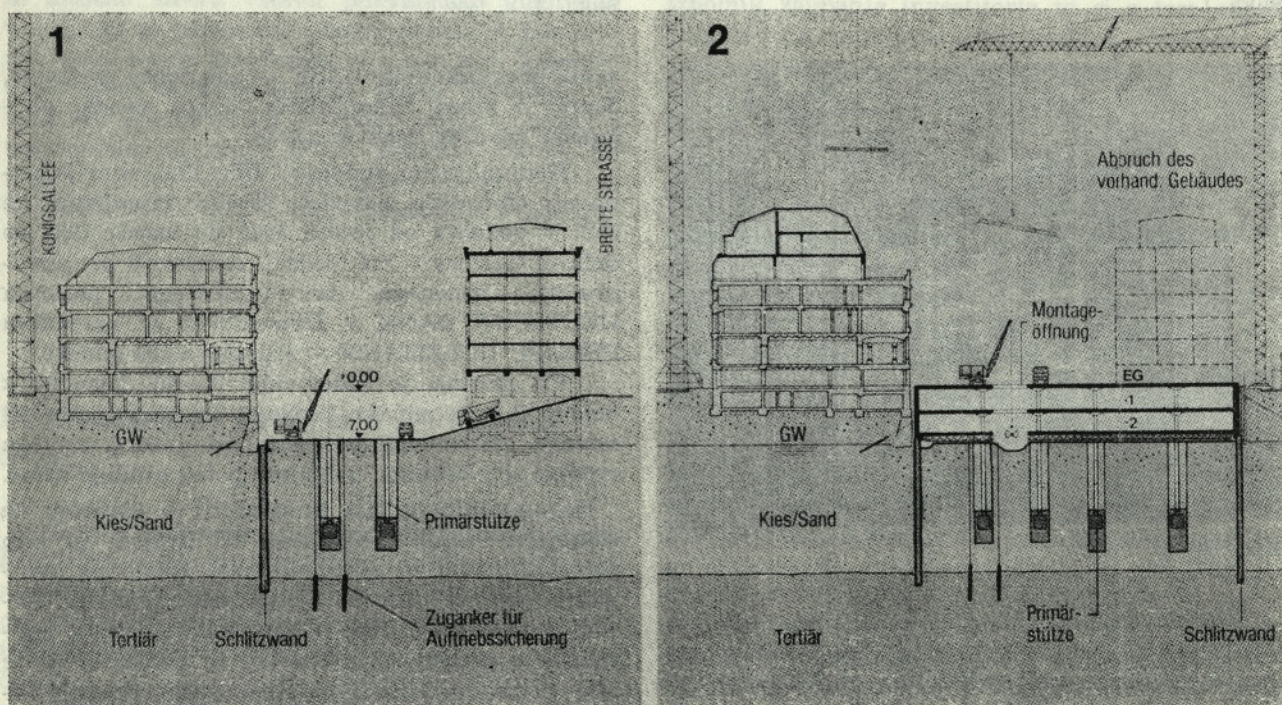 1
KÖNIGSALLEE
BREITE STRASSE
±0,00
7,00
GW
Kies/Sand
Primärstütze
Tertiär
Schlitzwand
Zuganker für
Auftriebssicherung
2
Abbruch des
vorhand. Gebäudes
Montage-
öffnung
EG
-1
-2
GW
Kies/Sand
Tertiär
Primär-
stütze
Schlitzwand